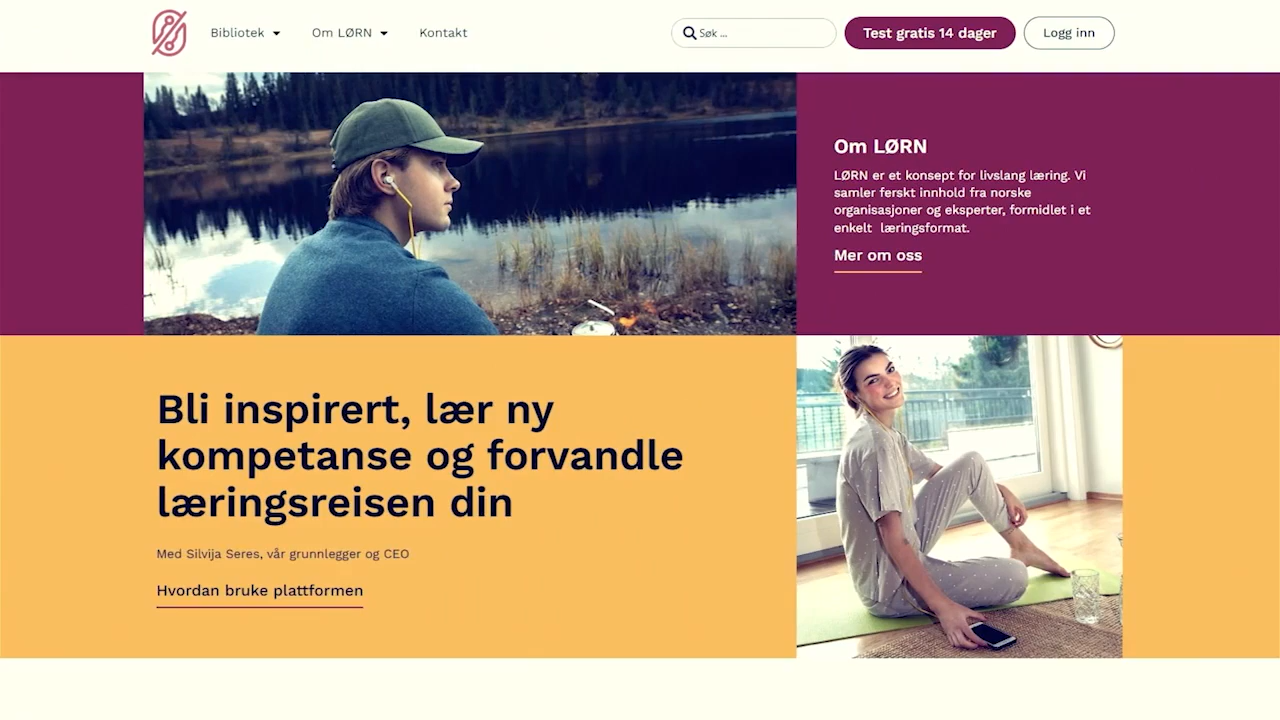 Bibliotek
Om LØRN
Kontakt
Søk ...
Test gratis 14 dager
Logg inn
Om LØRN
LØRN er et konsept for livslang læring. Vi
samler ferskt innhold fra norske
organisasjoner og eksperter, formidlet i et
enkelt læringsformat.
Mer om oss
Bli inspirert, lær ny
kompetanse og forvandle
læringsreisen din
Med Silvija Seres, vår grunnlegger og CEO
Hvordan bruke plattformen